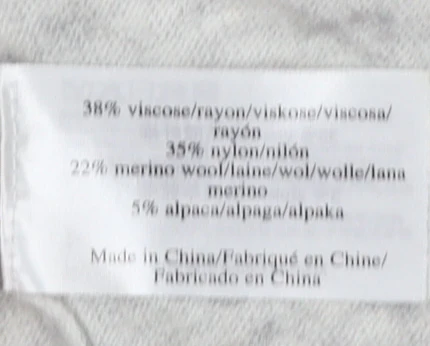 38% viscose/rayon/viskose/viscosa/
rayón
35% nylon/nilón
22% merino wool/laine/wol/wolle/lana
merino
5% alpaca/alpaga/alpaka
Made in China/Fabriqué en Chine/
Fabricado en China